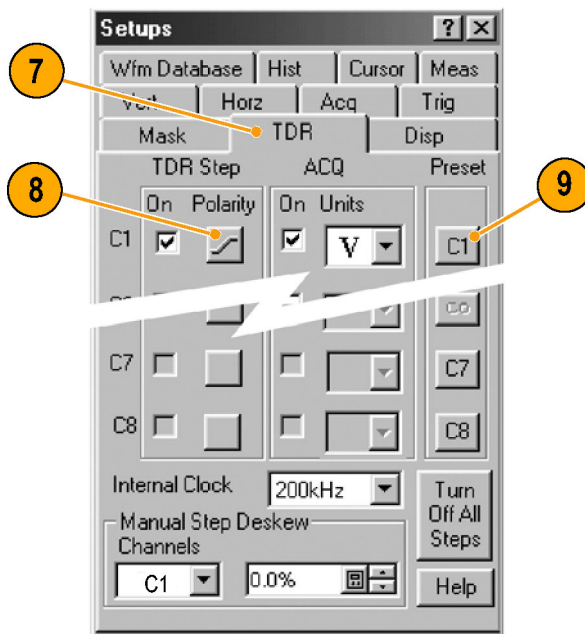 Setups ? ×
Wfm Database Hist Cursor Meas
Vert Horz Acq Trig
Mask TDR Disp
7
TDR Step ACQ Preset
8
9
On Polarity On Units
C1 V C1
C7 C7
C8 C8
Internal Clock 200kHz
Turn
Off All
Steps
Manual Step Deskew
Channels
C1 0.0%
Help